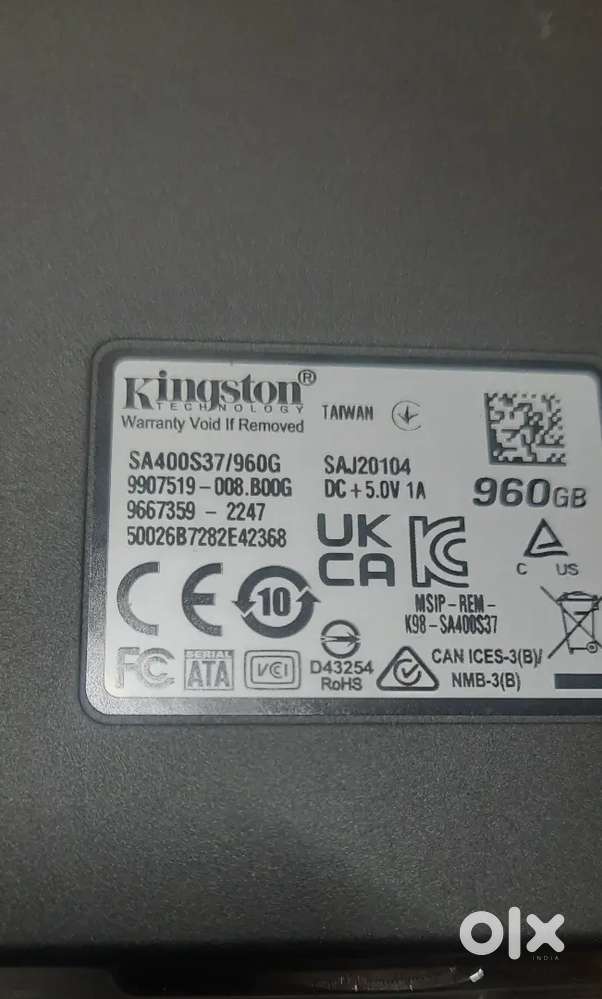 Kingston®
TECHNOLOGY
TAIWAN
Warranty Void If Removed
SA400S37/960G
SAJ20104
9907519-008.B00G
DC+5.0V 1A
960GB
9667359-2247
50026B7282E42368
UK
CA
C US
CE
10
MSIP-REM-
K98-SA400S37
FC
SERIAL
ATA
VCI
D43254
RoHS
CAN ICES-3(B)/
NMB-3(B)
olx
INDIA